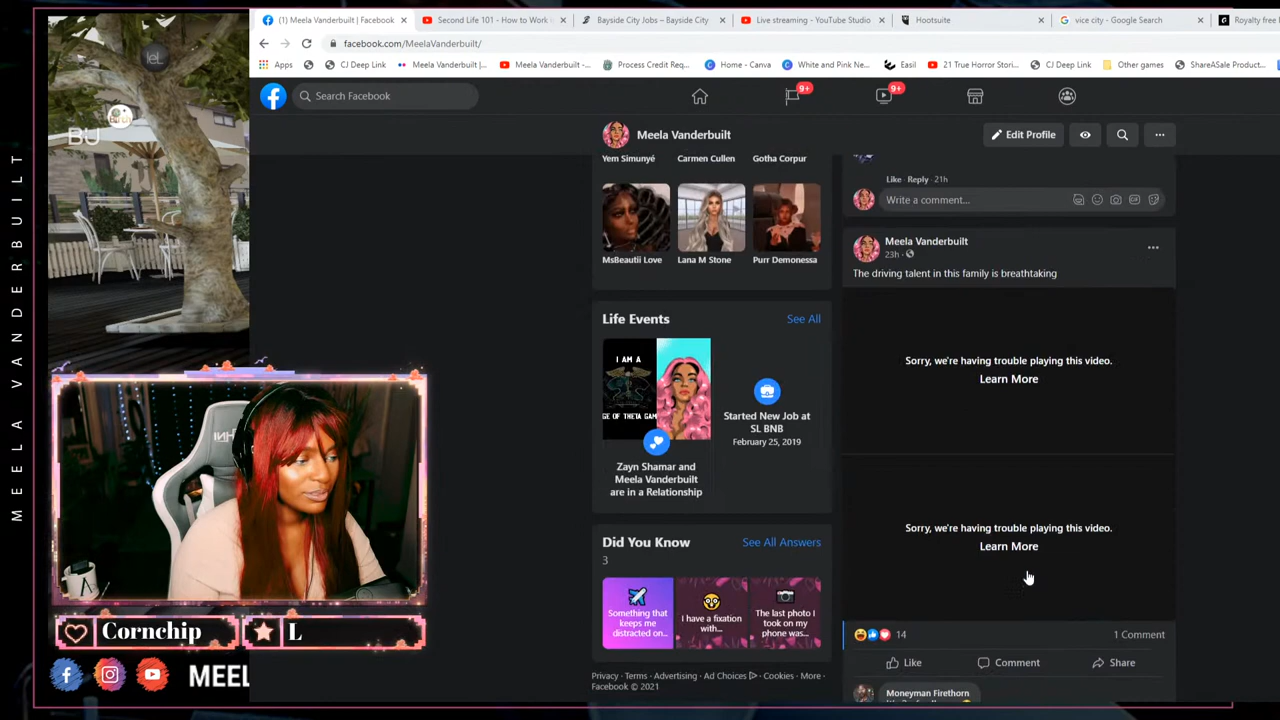 (1) Meela Vanderbuilt | Facebook
Second Life 101 - How to Work i
Bayside City Jobs – Bayside City
Live streaming - YouTube Studio
Hootsuite
vice city - Google Search
Royalty free
facebook.com/MeelaVanderbuilt/
Apps
CJ Deep Link
Meela Vanderbuilt |...
Meela Vanderbuilt -...
Process Credit Req...
Home - Canva
White and Pink Ne...
Easil
21 True Horror Stori...
CJ Deep Link
Other games
ShareASale Produc...
Search Facebook
9+
9+
Meela Vanderbuilt
Edit Profile
Yem Simunyé
Carmen Cullen
Gotha Corpur
MsBeautii Love
Lana M Stone
Purr Demonessa
Like · Reply · 21h
Write a comment...
Meela Vanderbuilt
23h
The driving talent in this family is breathtaking
Sorry, we're having trouble playing this video.
Learn More
Sorry, we're having trouble playing this video.
Learn More
14
1 Comment
Like
Comment
Share
Moneyman Firethorn
Life Events
See All
I AM A
GE OF THETA GAM
Zayn Shamar and
Meela Vanderbuilt
are in a Relationship
Started New Job at
SL BNB
February 25, 2019
Did You Know
See All Answers
3
Something that
keeps me
distracted on...
I have a fixation
with...
The last photo I
took on my
phone was...
Privacy · Terms · Advertising · Ad Choices · Cookies · More ·
Facebook © 2021
MEELA VANDERBUILT
leL
BU
Birth
Cornchip
L
MEEL